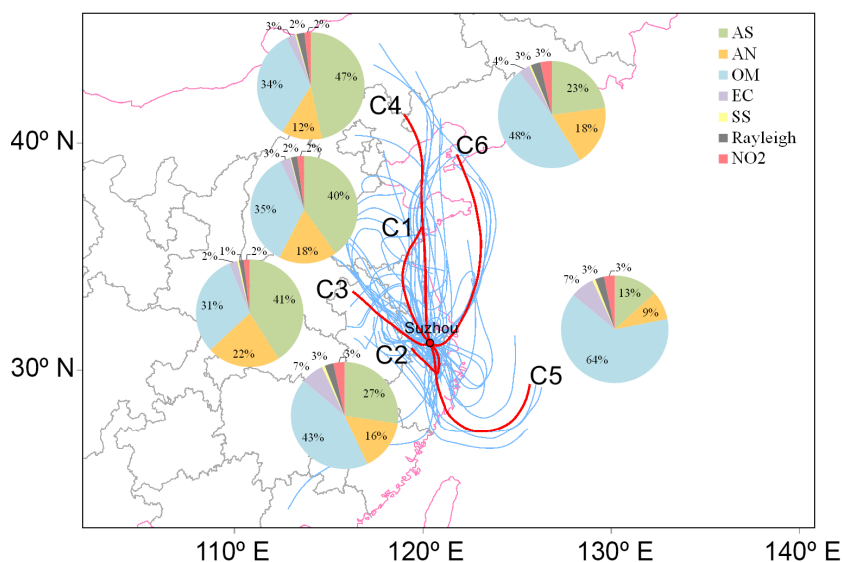 3%
2%
2%
47%
12%
34%
C4
4%
3%
3%
23%
18%
48%
AS
AN
OM
EC
SS
Rayleigh
NO2
40º N
C6
3%
2%
2%
40%
18%
35%
C1
2%
1%
2%
41%
22%
31%
C3
Suzhou
C2
7%
3%
3%
13%
9%
64%
30º N
7%
3%
3%
27%
16%
43%
C5
110º E
120º E
130º E
140º E